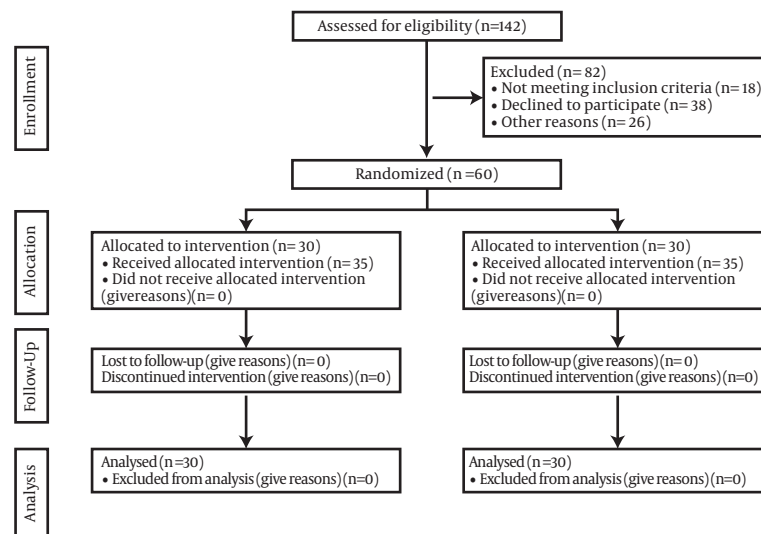 Assessed for eligibility (n=142)
Enrollment
Excluded (n= 82)
• Not meeting inclusion criteria (n= 18)
• Declined to participate (n= 38)
• Other reasons (n= 26)
Randomized (n =60)
Allocation
Allocated to intervention (n= 30)
• Received allocated intervention (n= 35)
• Did not receive allocated intervention
(givereasons)(n= 0)
Allocated to intervention (n= 30)
• Received allocated intervention (n= 35)
• Did not receive allocated intervention
(givereasons)(n= 0)
Follow-Up
Lost to follow-up (give reasons) (n= 0)
Discontinued intervention (give reasons) (n=0)
Lost to follow-up (give reasons) (n= 0)
Discontinued intervention (give reasons) (n=0)
Analysis
Analysed (n =30)
• Excluded from analysis (give reasons) (n=0)
Analysed (n =30)
• Excluded from analysis (give reasons) (n=0)